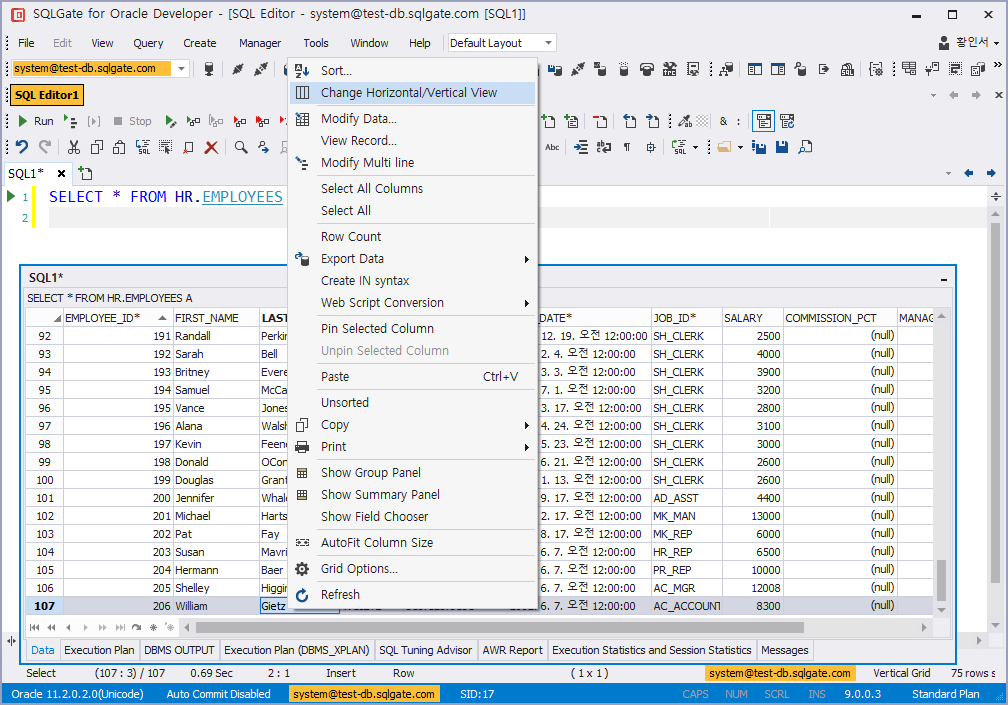 SQLGate for Oracle Developer - [SQL Editor - system@test-db.sqlgate.com [SQL1]]
File Edit View Query Create Manager Tools Window Help Default Layout 황인서
system@test-db.sqlgate.com
SQL Editor1
Run Stop
Abc
SQL1*
1 SELECT * FROM HR.EMPLOYEES
2
Sort...
Change Horizontal/Vertical View
Modify Data...
View Record...
Modify Multi line
Select All Columns
Select All
Row Count
Export Data
Create IN syntax
Web Script Conversion
Pin Selected Column
Unpin Selected Column
Paste Ctrl+V
Unsorted
Copy
Print
Show Group Panel
Show Summary Panel
Show Field Chooser
AutoFit Column Size
Grid Options...
Refresh
SQL1*
SELECT * FROM HR.EMPLOYEES A
EMPLOYEE_ID* FIRST_NAME LAST DATE* JOB_ID* SALARY COMMISSION_PCT MANAG
92 191 Randall Perkin 12. 19. 오전 12:00:00 SH_CLERK 2500 (null)
93 192 Sarah Bell 2. 4. 오전 12:00:00 SH_CLERK 4000 (null)
94 193 Britney Evere 3. 3. 오전 12:00:00 SH_CLERK 3900 (null)
95 194 Samuel McCa 7. 1. 오전 12:00:00 SH_CLERK 3200 (null)
96 195 Vance Jones 3. 17. 오전 12:00:00 SH_CLERK 2800 (null)
97 196 Alana Walsh 4. 24. 오전 12:00:00 SH_CLERK 3100 (null)
98 197 Kevin Feene 5. 23. 오전 12:00:00 SH_CLERK 3000 (null)
99 198 Donald OCon 6. 21. 오전 12:00:00 SH_CLERK 2600 (null)
100 199 Douglas Grant 1. 13. 오전 12:00:00 SH_CLERK 2600 (null)
101 200 Jennifer Whale 9. 17. 오전 12:00:00 AD_ASST 4400 (null)
102 201 Michael Harts 2. 17. 오전 12:00:00 MK_MAN 13000 (null)
103 202 Pat Fay 8. 17. 오전 12:00:00 MK_REP 6000 (null)
104 203 Susan Mavri 6. 7. 오전 12:00:00 HR_REP 6500 (null)
105 204 Hermann Baer 6. 7. 오전 12:00:00 PR_REP 10000 (null)
106 205 Shelley Higgin 6. 7. 오전 12:00:00 AC_MGR 12008 (null)
107 206 William Gietz 6. 7. 오전 12:00:00 AC_ACCOUNT 8300 (null)
Data Execution Plan DBMS OUTPUT Execution Plan (DBMS_XPLAN) SQL Tuning Advisor AWR Report Execution Statistics and Session Statistics Messages
Select (107 : 3) / 107 0.69 Sec 2 : 1 Insert Row ( 1 x 1 ) system@test-db.sqlgate.com Vertical Grid 75 rows s
Oracle 11.2.0.2.0(Unicode) Auto Commit Disabled system@test-db.sqlgate.com SID:17 CAPS NUM SCRL INS 9.0.0.3 Standard Plan